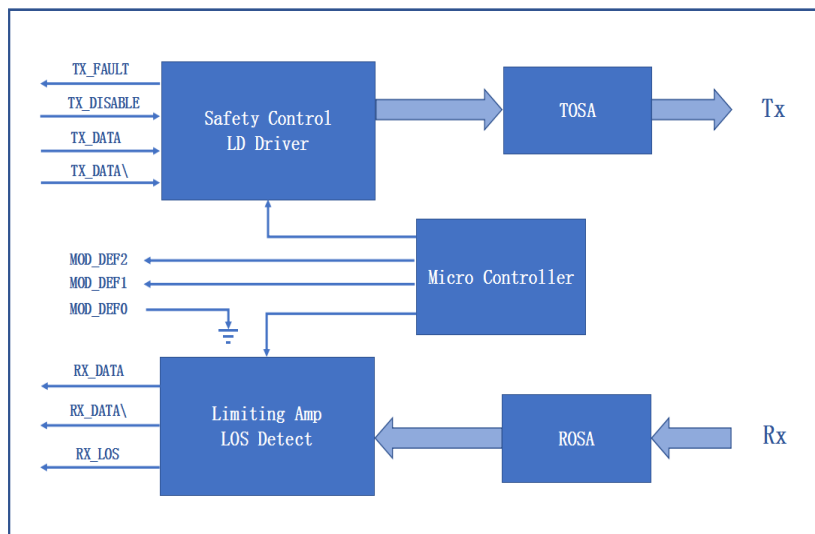 TX_FAULT
TX_DISABLE
TX_DATA
TX_DATA\
Safety Control
LD Driver
TOSA
Tx
MOD_DEF2
MOD_DEF1
MOD_DEF0
Micro Controller
RX_DATA
RX_DATA\
RX_LOS
Limiting Amp
LOS Detect
ROSA
Rx